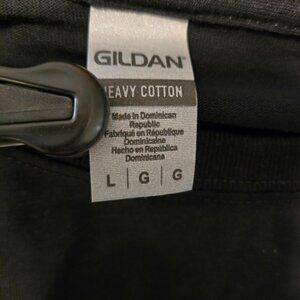 GILDAN
HEAVY COTTON
Made in Dominican
Republic
Fabriqué en République
Dominicaine
Hecho en República
Dominicana
L | G | G